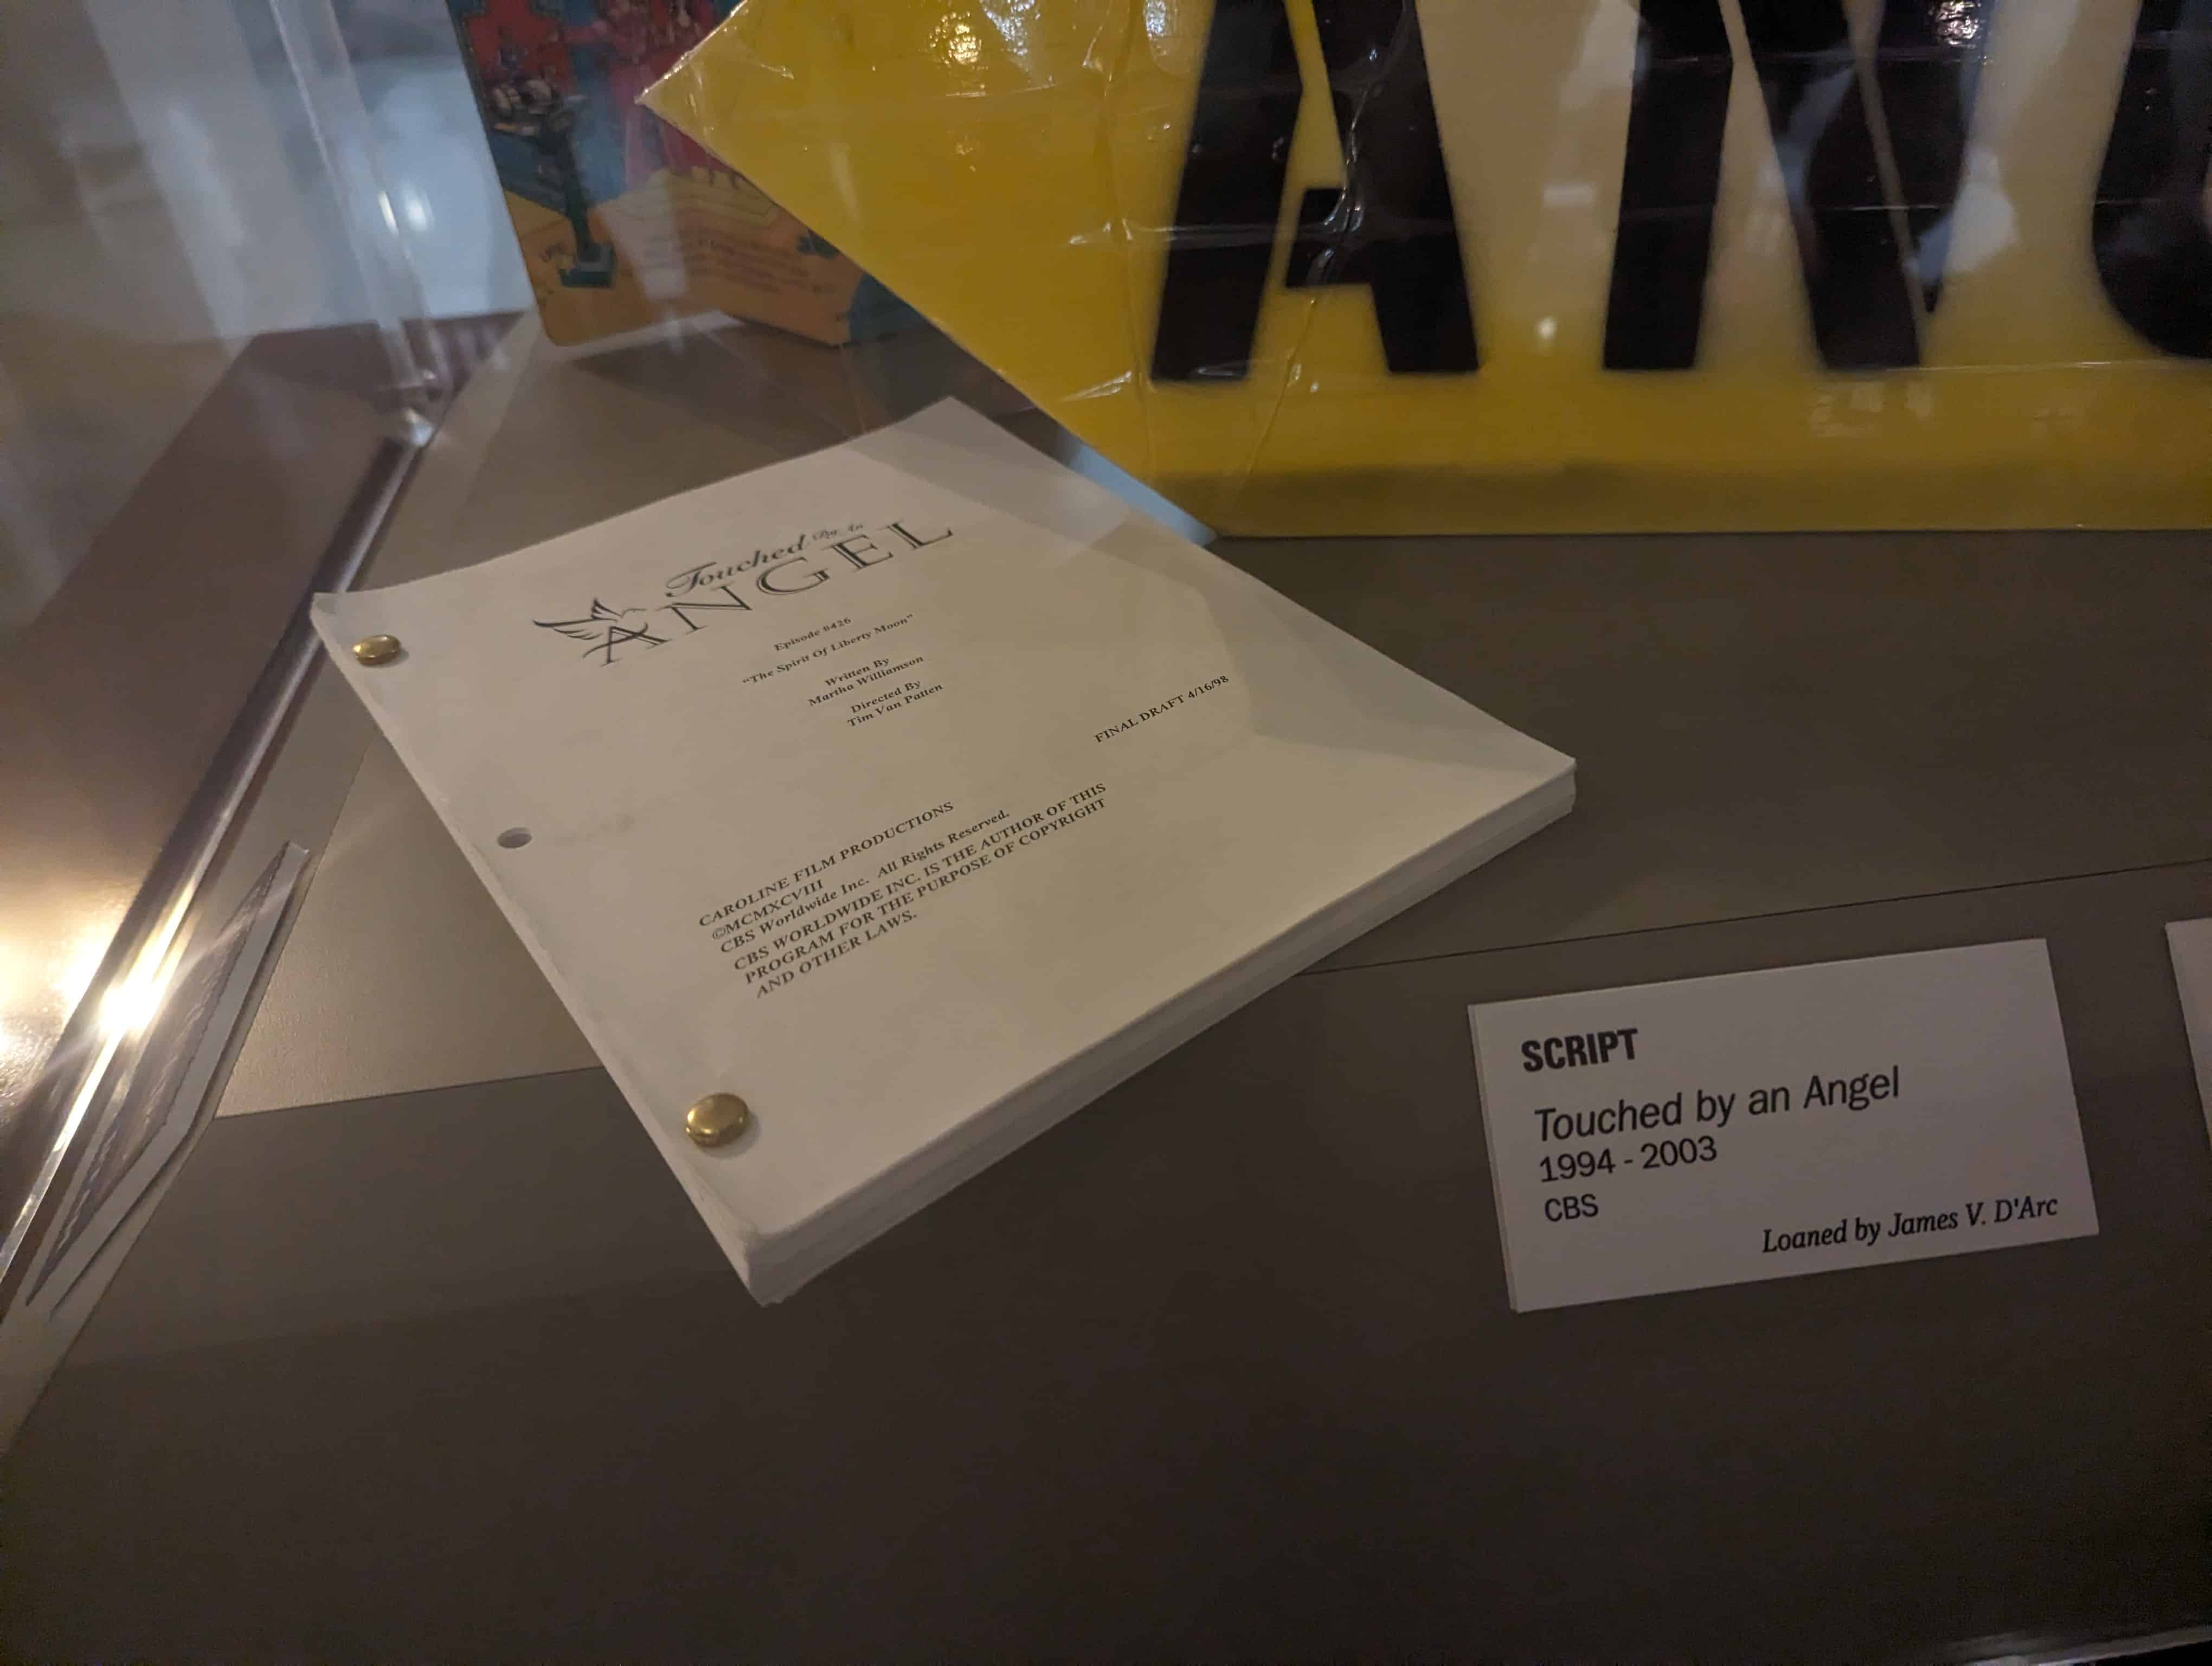 AN
Touched By An
ANGEL
Episode #426
"The Spirit Of Liberty Moon"
Written By
Martha Williamson
Directed By
Tim Van Patten
FINAL DRAFT 4/16/98
CAROLINE FILM PRODUCTIONS
©MCMXCVIII
CBS Worldwide Inc. All Rights Reserved.
CBS WORLDWIDE INC. IS THE AUTHOR OF THIS
PROGRAM FOR THE PURPOSE OF COPYRIGHT
AND OTHER LAWS.
SCRIPT
Touched by an Angel
1994 - 2003
CBS
Loaned by James V. D'Arc